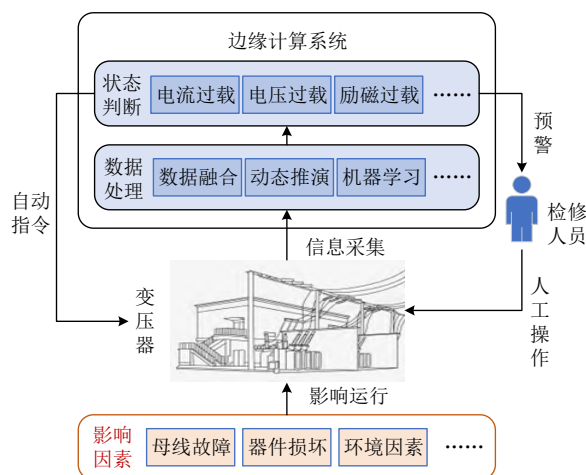 边缘计算系统
状态
判断
电流过载
电压过载
励磁过载
……
数据
处理
数据融合
动态推演
机器学习
……
自动
指令
预
警
检修
人员
信息采集
变
压
器
人
工
操
作
影响运行
影响
因素
母线故障
器件损坏
环境因素
……